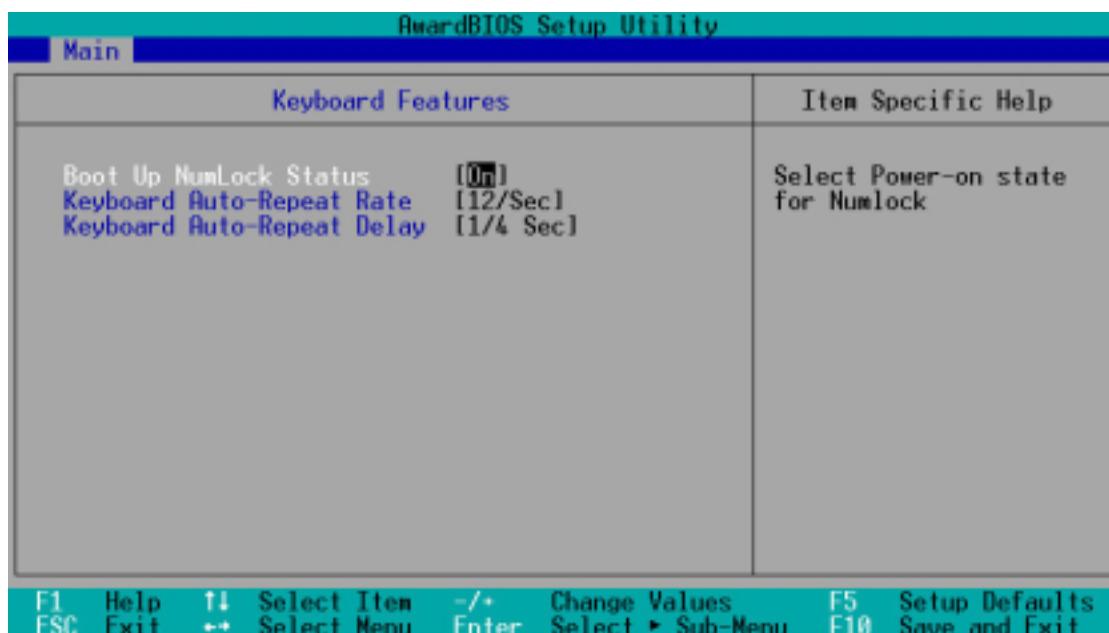 AwardBIOS Setup Utility
Main
Keyboard Features
Item Specific Help
Boot Up NumLock Status [On]
Keyboard Auto-Repeat Rate [12/Sec]
Keyboard Auto-Repeat Delay [1/4 Sec]
Select Power-on state
for Numlock
F1 Help ↑↓ Select Item -/+ Change Values F5 Setup Defaults
ESC Exit ←→ Select Menu Enter Select ► Sub-Menu F10 Save and Exit